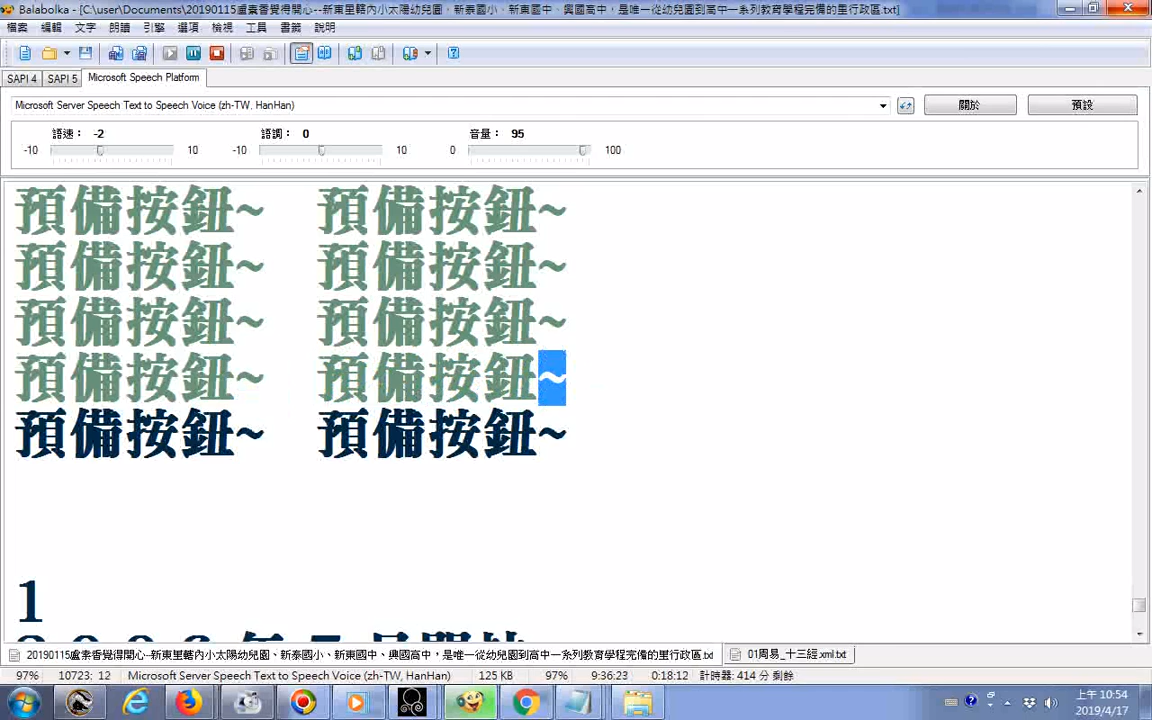 Balabolka - [C:\user\Documents\20190115盧素香覺得開心--新東里轄內小太陽幼兒園、新泰國小、新東國中、興國高中，是唯一從幼兒園到高中一系列教育學程完備的里行政區.txt]
檔案 編輯 文字 朗讀 引擎 選項 檢視 工具 書籤 說明
SAPI 4 SAPI 5 Microsoft Speech Platform
Microsoft Server Speech Text to Speech Voice (zh-TW, HanHan) 關於 預設
語速： -2 語調： 0 音量： 95
-10 10 -10 10 0 100
預備按鈕~ 預備按鈕~
預備按鈕~ 預備按鈕~
預備按鈕~ 預備按鈕~
預備按鈕~ 預備按鈕~
預備按鈕~ 預備按鈕~
1
20190115盧素香覺得開心--新東里轄內小太陽幼兒園、新泰國小、新東國中、興國高中，是唯一從幼兒園到高中一系列教育學程完備的里行政區.txt 01周易_十三經.xml.txt
97% 10723: 12 Microsoft Server Speech Text to Speech Voice (zh-TW, HanHan) 125 KB 97% 9:36:23 0:18:12 計時器: 414 分 剩餘
上午 10:54
2019/4/17